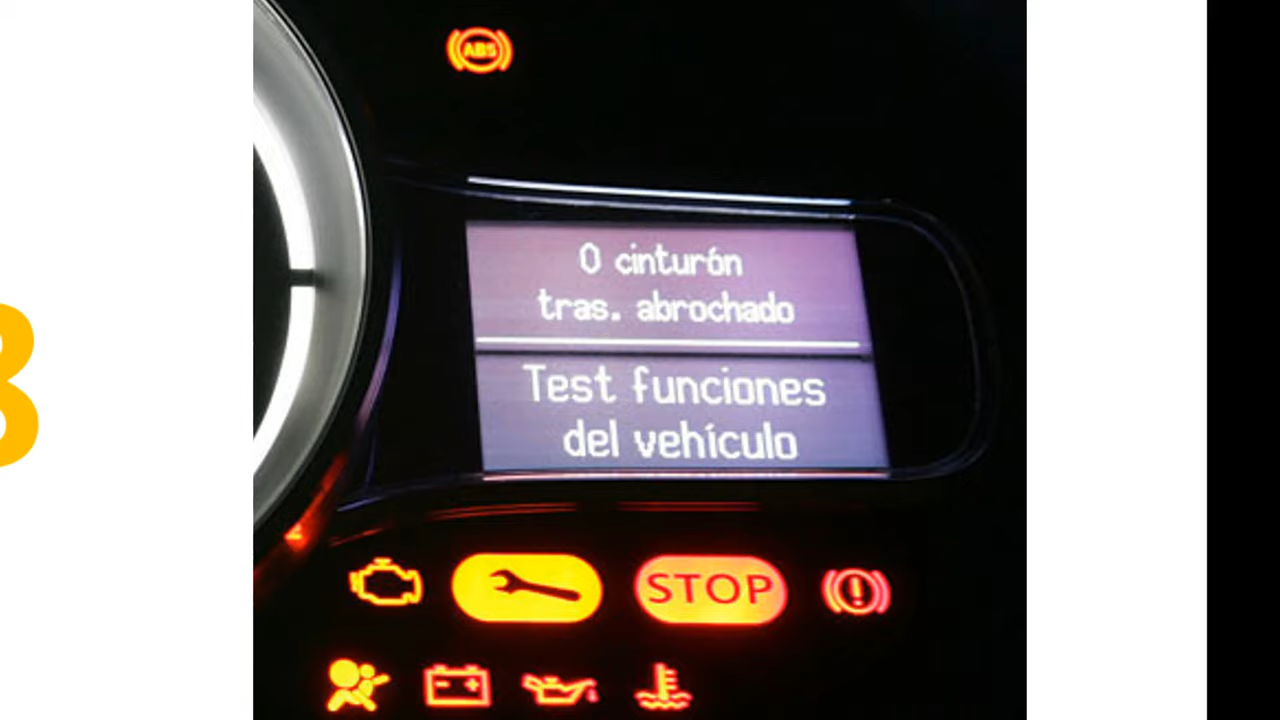 ABS
0 cinturón
tras. abrochado
Test funciones
del vehículo
STOP